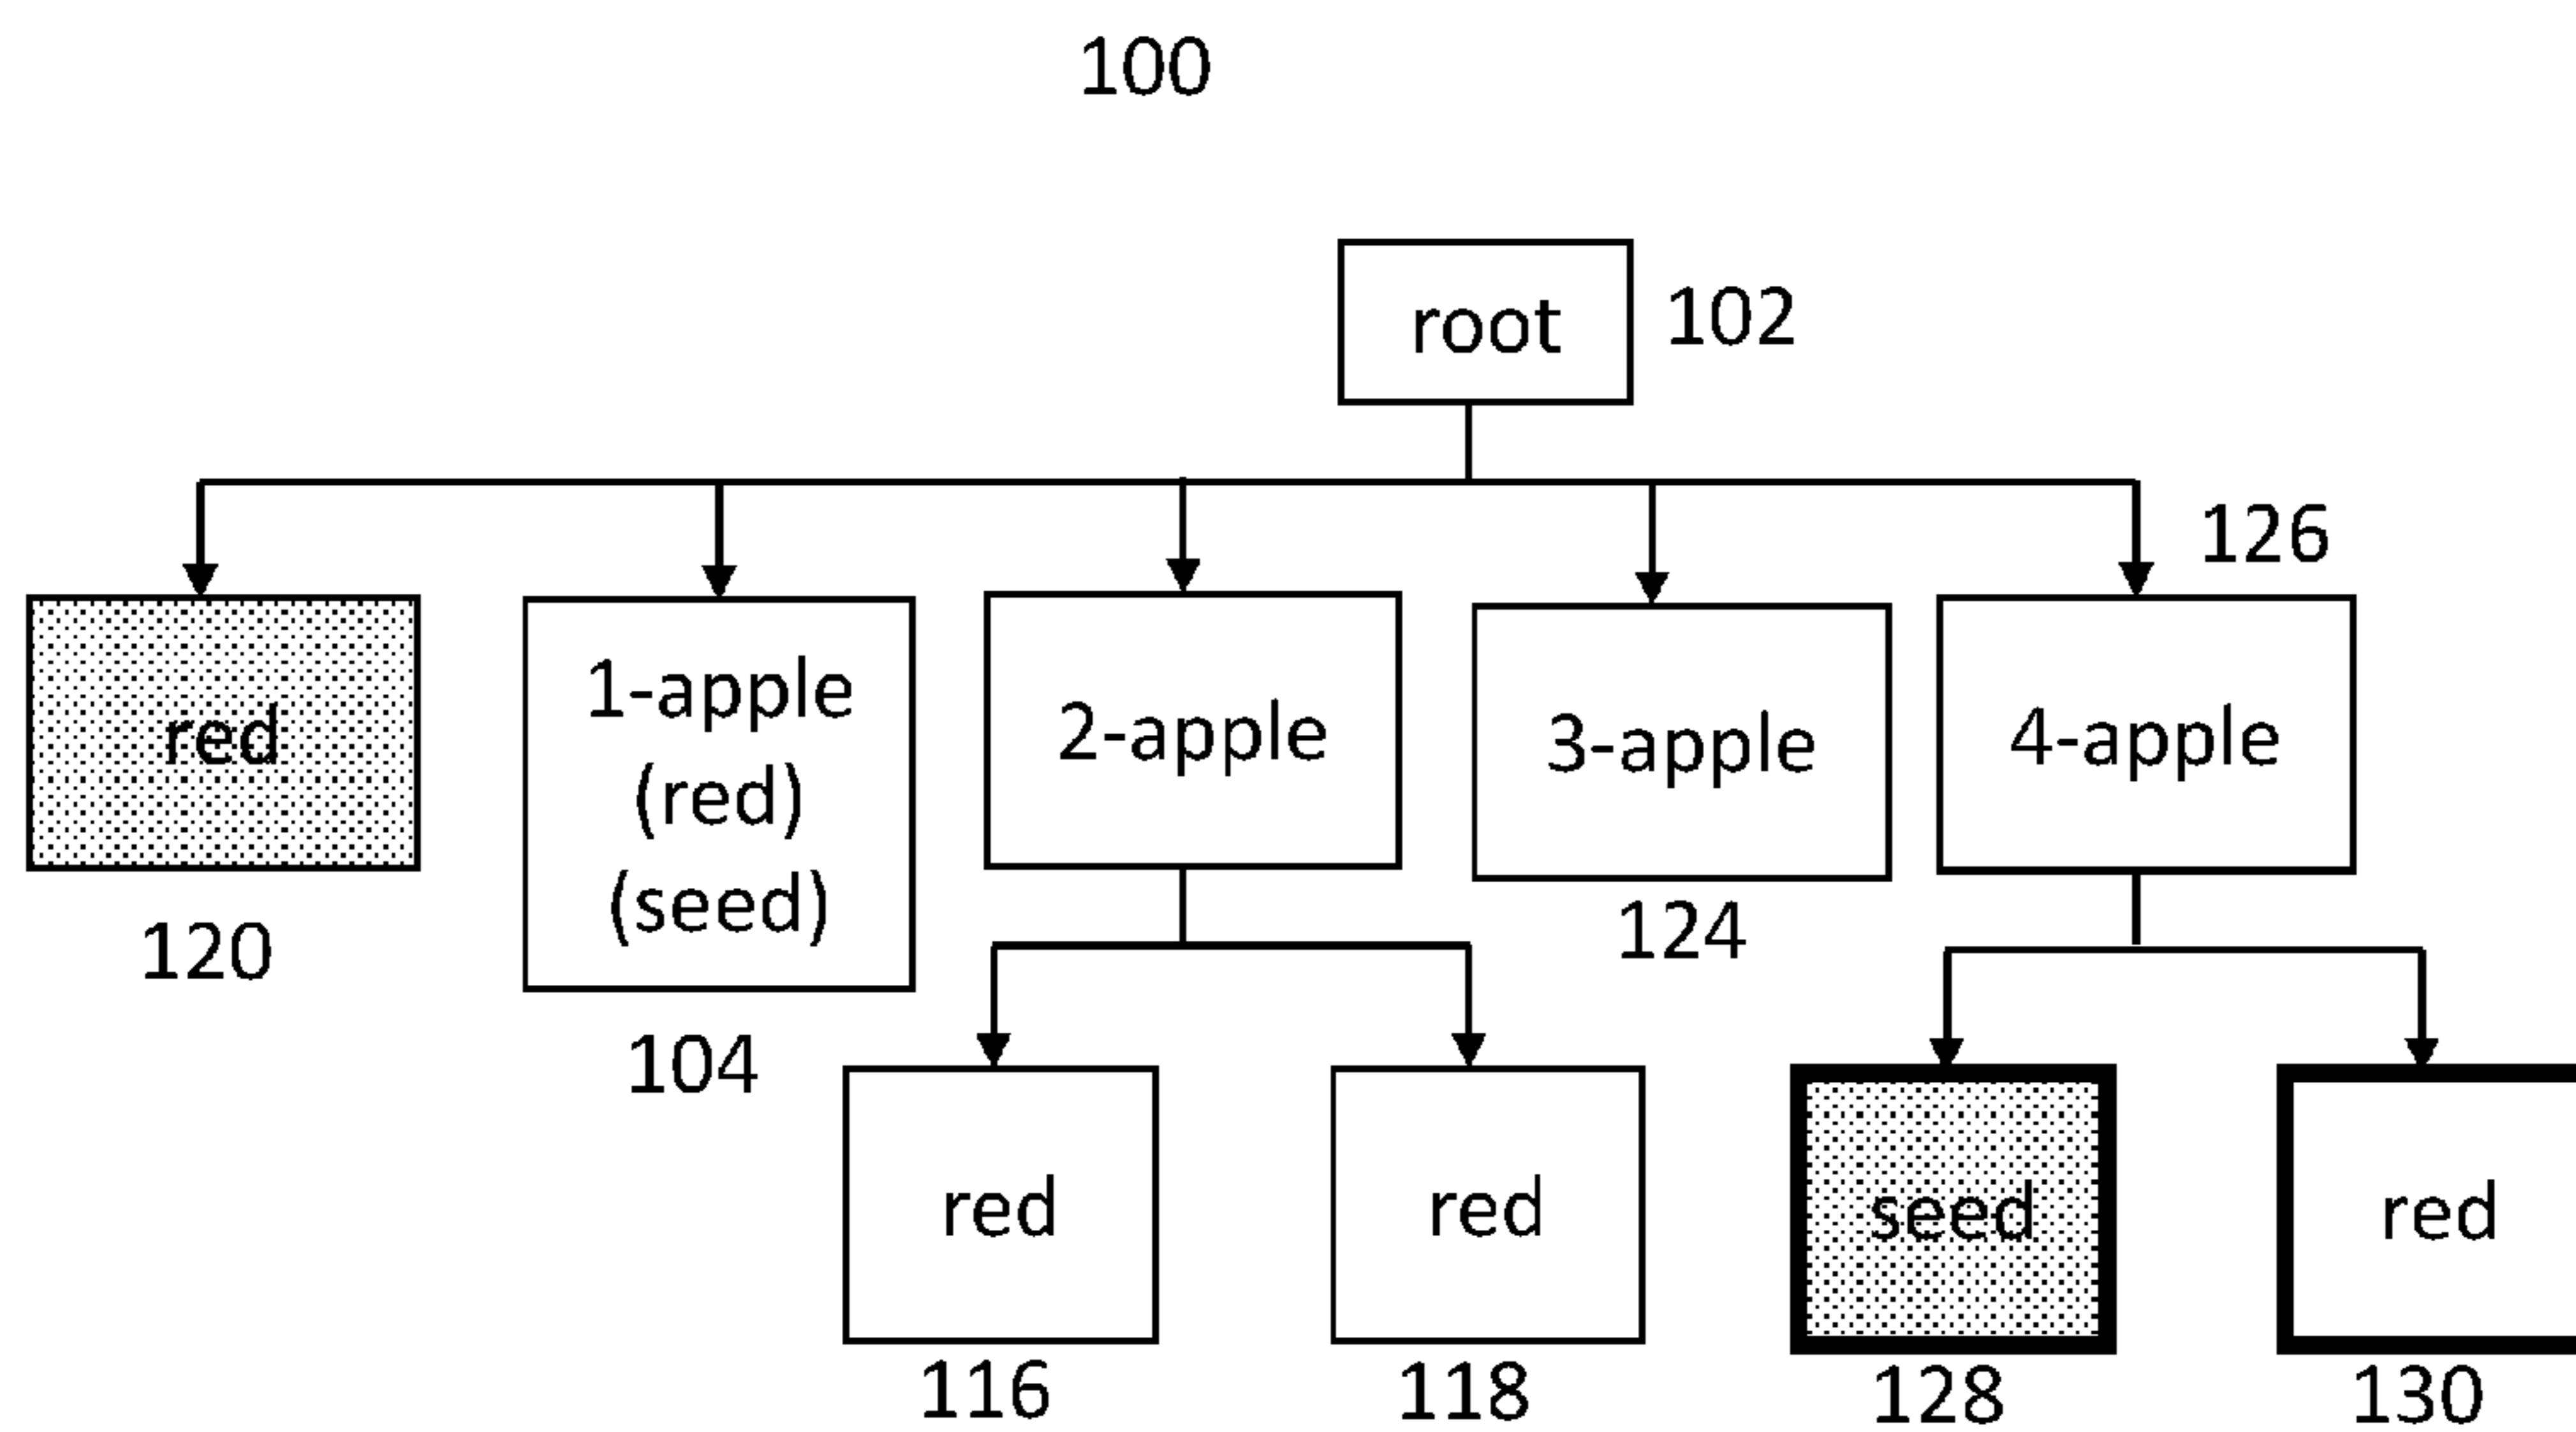 100
root
102
126
red
1-apple
(red)
(seed)
2-apple
3-apple
4-apple
120
104
124
red
red
seed
red
116
118
128
130